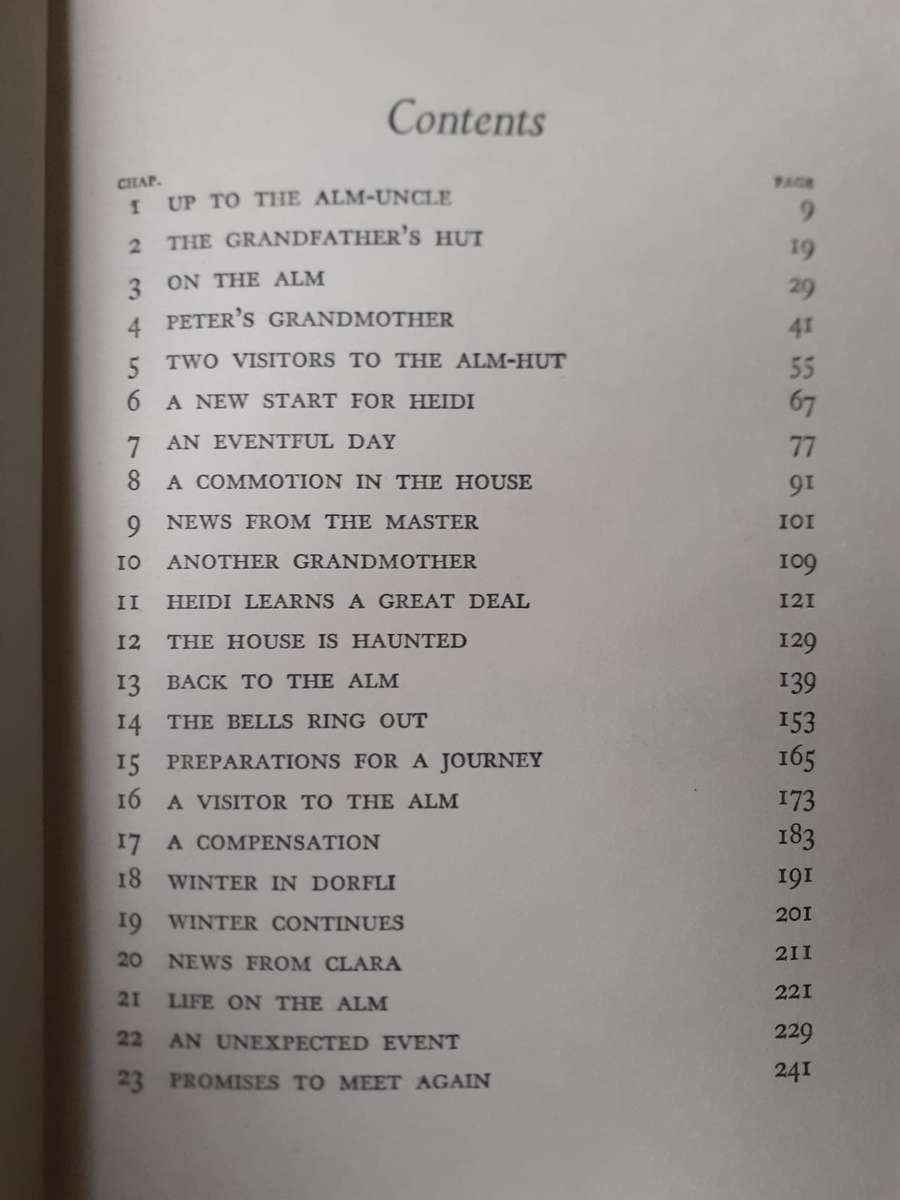 Contents
CHAP. PAGE
1 UP TO THE ALM-UNCLE 9
2 THE GRANDFATHER'S HUT 19
3 ON THE ALM 29
4 PETER'S GRANDMOTHER 41
5 TWO VISITORS TO THE ALM-HUT 55
6 A NEW START FOR HEIDI 67
7 AN EVENTFUL DAY 77
8 A COMMOTION IN THE HOUSE 91
9 NEWS FROM THE MASTER 101
10 ANOTHER GRANDMOTHER 109
11 HEIDI LEARNS A GREAT DEAL 121
12 THE HOUSE IS HAUNTED 129
13 BACK TO THE ALM 139
14 THE BELLS RING OUT 153
15 PREPARATIONS FOR A JOURNEY 165
16 A VISITOR TO THE ALM 173
17 A COMPENSATION 183
18 WINTER IN DORFLI 191
19 WINTER CONTINUES 201
20 NEWS FROM CLARA 211
21 LIFE ON THE ALM 221
22 AN UNEXPECTED EVENT 229
23 PROMISES TO MEET AGAIN 241